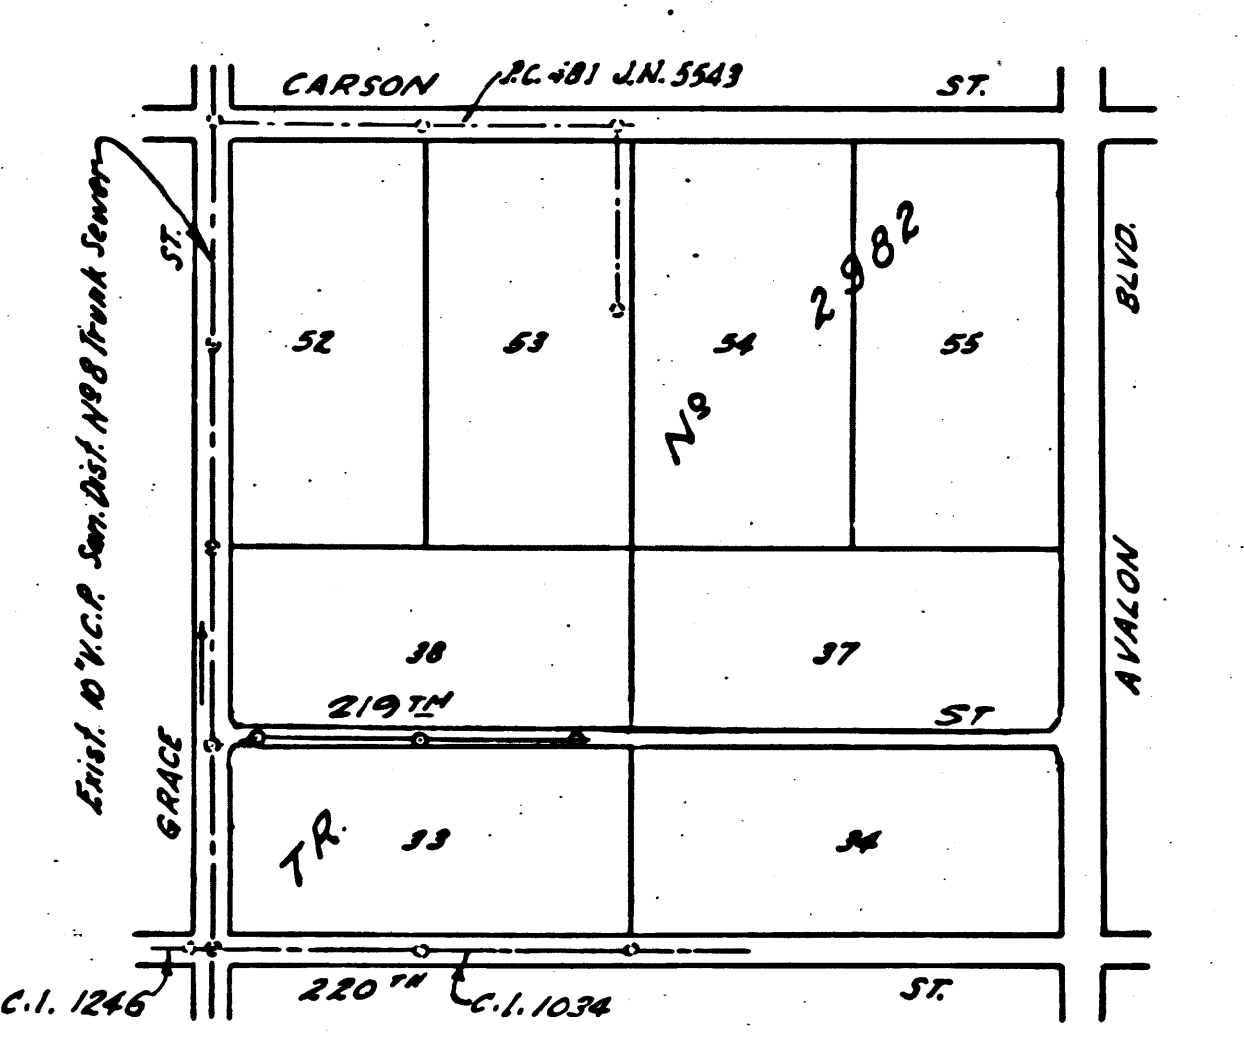 CARSON ST.
P.C. 481 J.N. 5543
Exist. 10" V.C.P. San. Dist. Nº 8 Trunk Sewer
GRACE ST.
AVALON BLVD.
52
53
54
55
TR. Nº 2982
38
37
219TH ST
33
34
220TH ST.
C.I. 1246
C.I. 1034